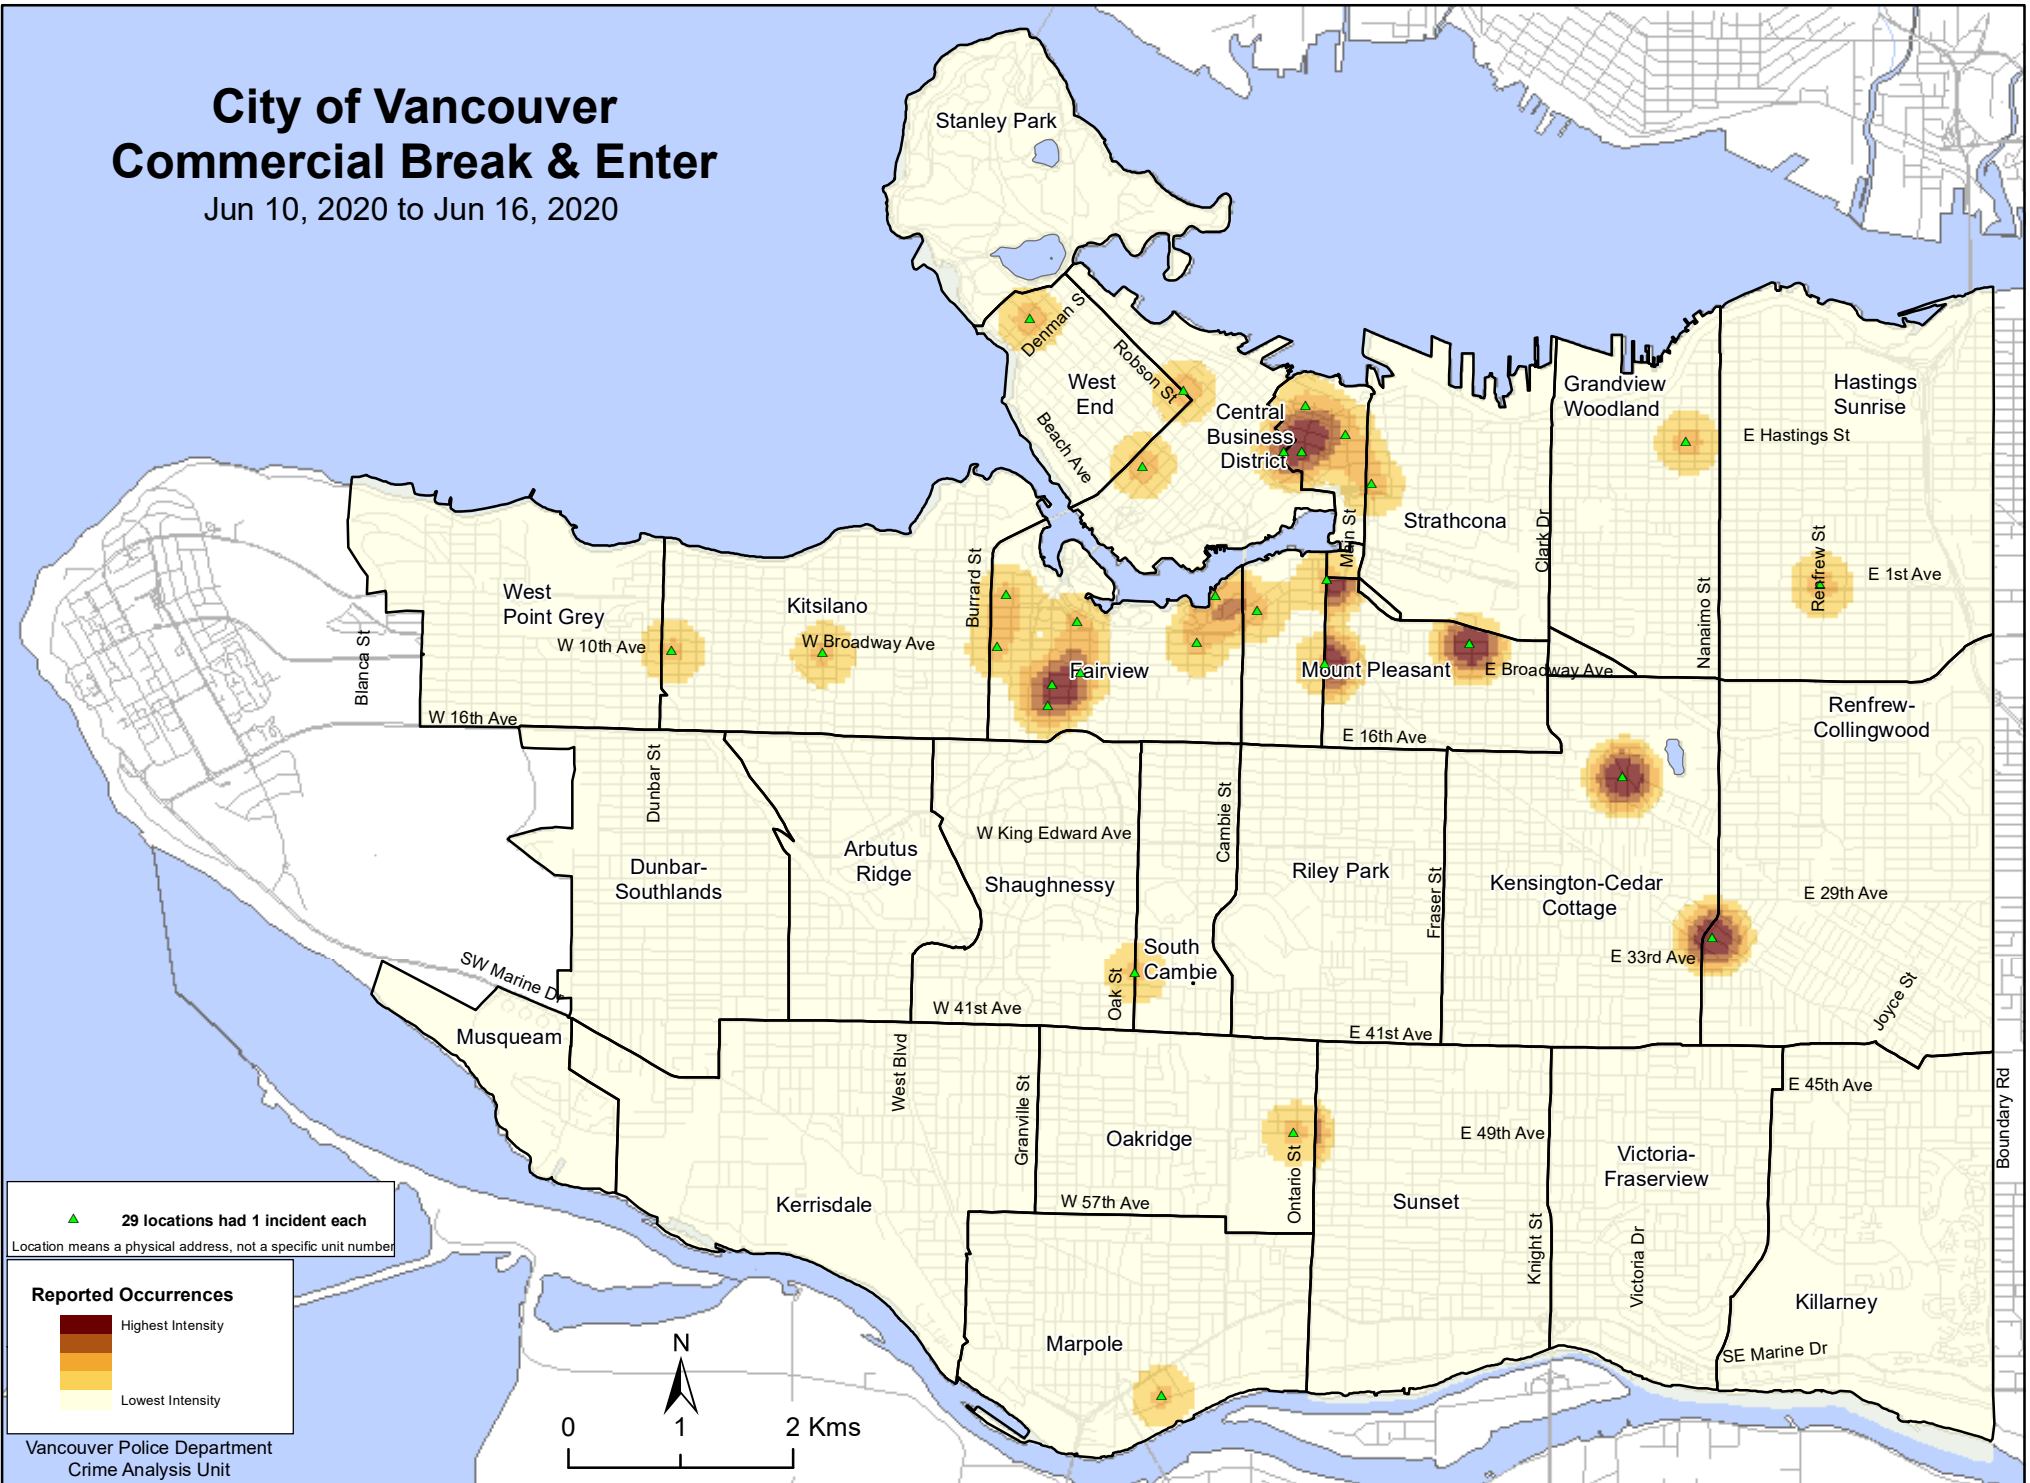 City of Vancouver
Commercial Break & Enter
Jun 10, 2020 to Jun 16, 2020
Stanley Park
Denman S
Robson St
West
End
Beach Ave
Central
Business
District
Grandview
Woodland
Hastings
Sunrise
E Hastings St
Strathcona
Main St
Clark Dr
Renfrew St
E 1st Ave
Nanaimo St
West
Point Grey
Kitsilano
Burrard St
W 10th Ave
W Broadway Ave
Blanca St
Fairview
Mount Pleasant
E Broadway Ave
W 16th Ave
E 16th Ave
Renfrew-
Collingwood
Dunbar St
Cambie St
W King Edward Ave
Arbutus
Ridge
Dunbar-
Southlands
Shaughnessy
Riley Park
Fraser St
Kensington-Cedar
Cottage
E 29th Ave
South
Cambie
E 33rd Ave
SW Marine Dr
Oak St
W 41st Ave
E 41st Ave
Joyce St
Musqueam
West Blvd
Granville St
E 45th Ave
Boundary Rd
Oakridge
E 49th Ave
Ontario St
Victoria-
Fraserview
Kerrisdale
W 57th Ave
Sunset
Knight St
Victoria Dr
Killarney
Marpole
SE Marine Dr
29 locations had 1 incident each
Location means a physical address, not a specific unit number
Reported Occurrences
Highest Intensity
Lowest Intensity
Vancouver Police Department
Crime Analysis Unit
N
0 1 2 Kms